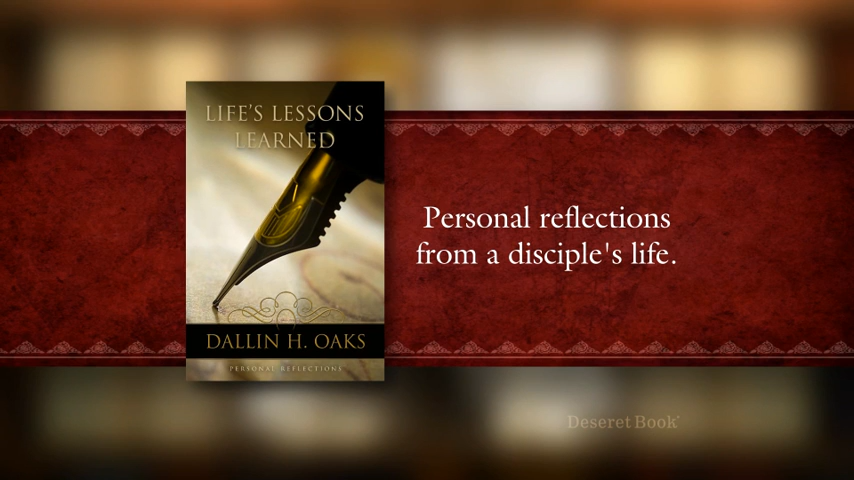 LIFE'S LESSONS
LEARNED
DALLIN H. OAKS
PERSONAL REFLECTIONS
Personal reflections
from a disciple's life.
Deseret Book